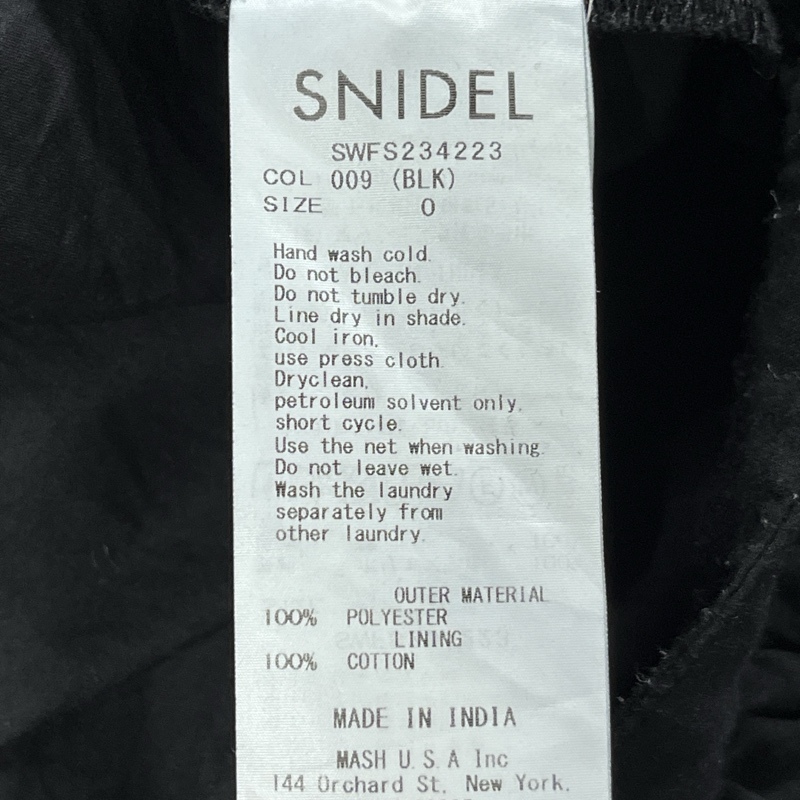 SNIDEL
SWFS234223
COL 009 (BLK)
SIZE 0
Hand wash cold.
Do not bleach.
Do not tumble dry.
Line dry in shade.
Cool iron,
use press cloth
Dryclean,
petroleum solvent only,
short cycle.
Use the net when washing.
Do not leave wet.
Wash the laundry
separately from
other laundry.
OUTER MATERIAL
100% POLYESTER
LINING
100% COTTON
MADE IN INDIA
MASH U.S.A Inc
144 Orchard St, New York,